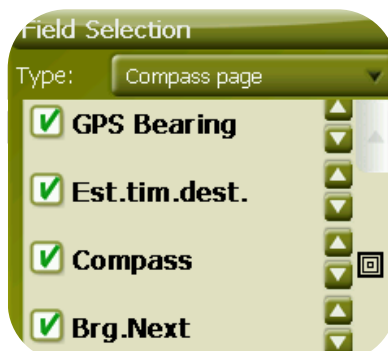 Field Selection
Type: Compass page
GPS Bearing
Est.tim.dest.
Compass
Brg.Next